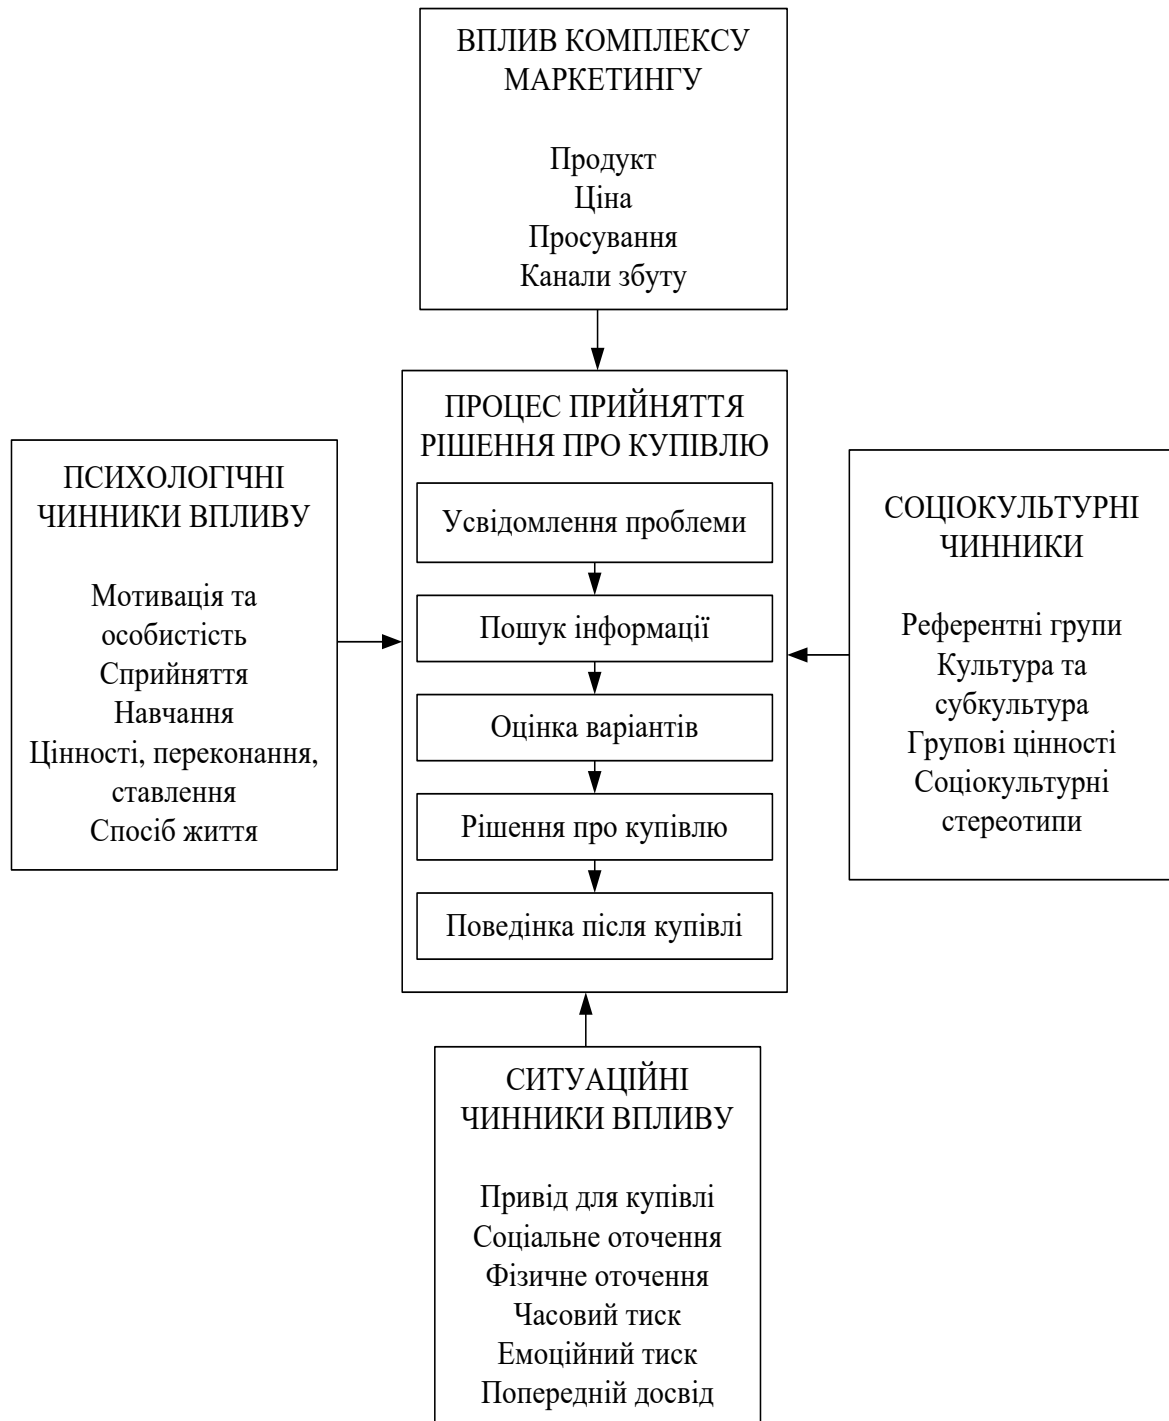 ВПЛИВ КОМПЛЕКСУ
МАРКЕТИНГУ
Продукт
Ціна
Просування
Канали збуту
ПРОЦЕС ПРИЙНЯТТЯ
РІШЕННЯ ПРО КУПІВЛЮ
Усвідомлення проблеми
Пошук інформації
Оцінка варіантів
Рішення про купівлю
Поведінка після купівлі
ПСИХОЛОГІЧНІ
ЧИННИКИ ВПЛИВУ
Мотивація та
особистість
Сприйняття
Навчання
Цінності, переконання,
ставлення
Спосіб життя
СОЦІОКУЛЬТУРНІ
ЧИННИКИ
Референтні групи
Культура та
субкультура
Групові цінності
Соціокультурні
стереотипи
СИТУАЦІЙНІ
ЧИННИКИ ВПЛИВУ
Привід для купівлі
Соціальне оточення
Фізичне оточення
Часовий тиск
Емоційний тиск
Попередній досвід